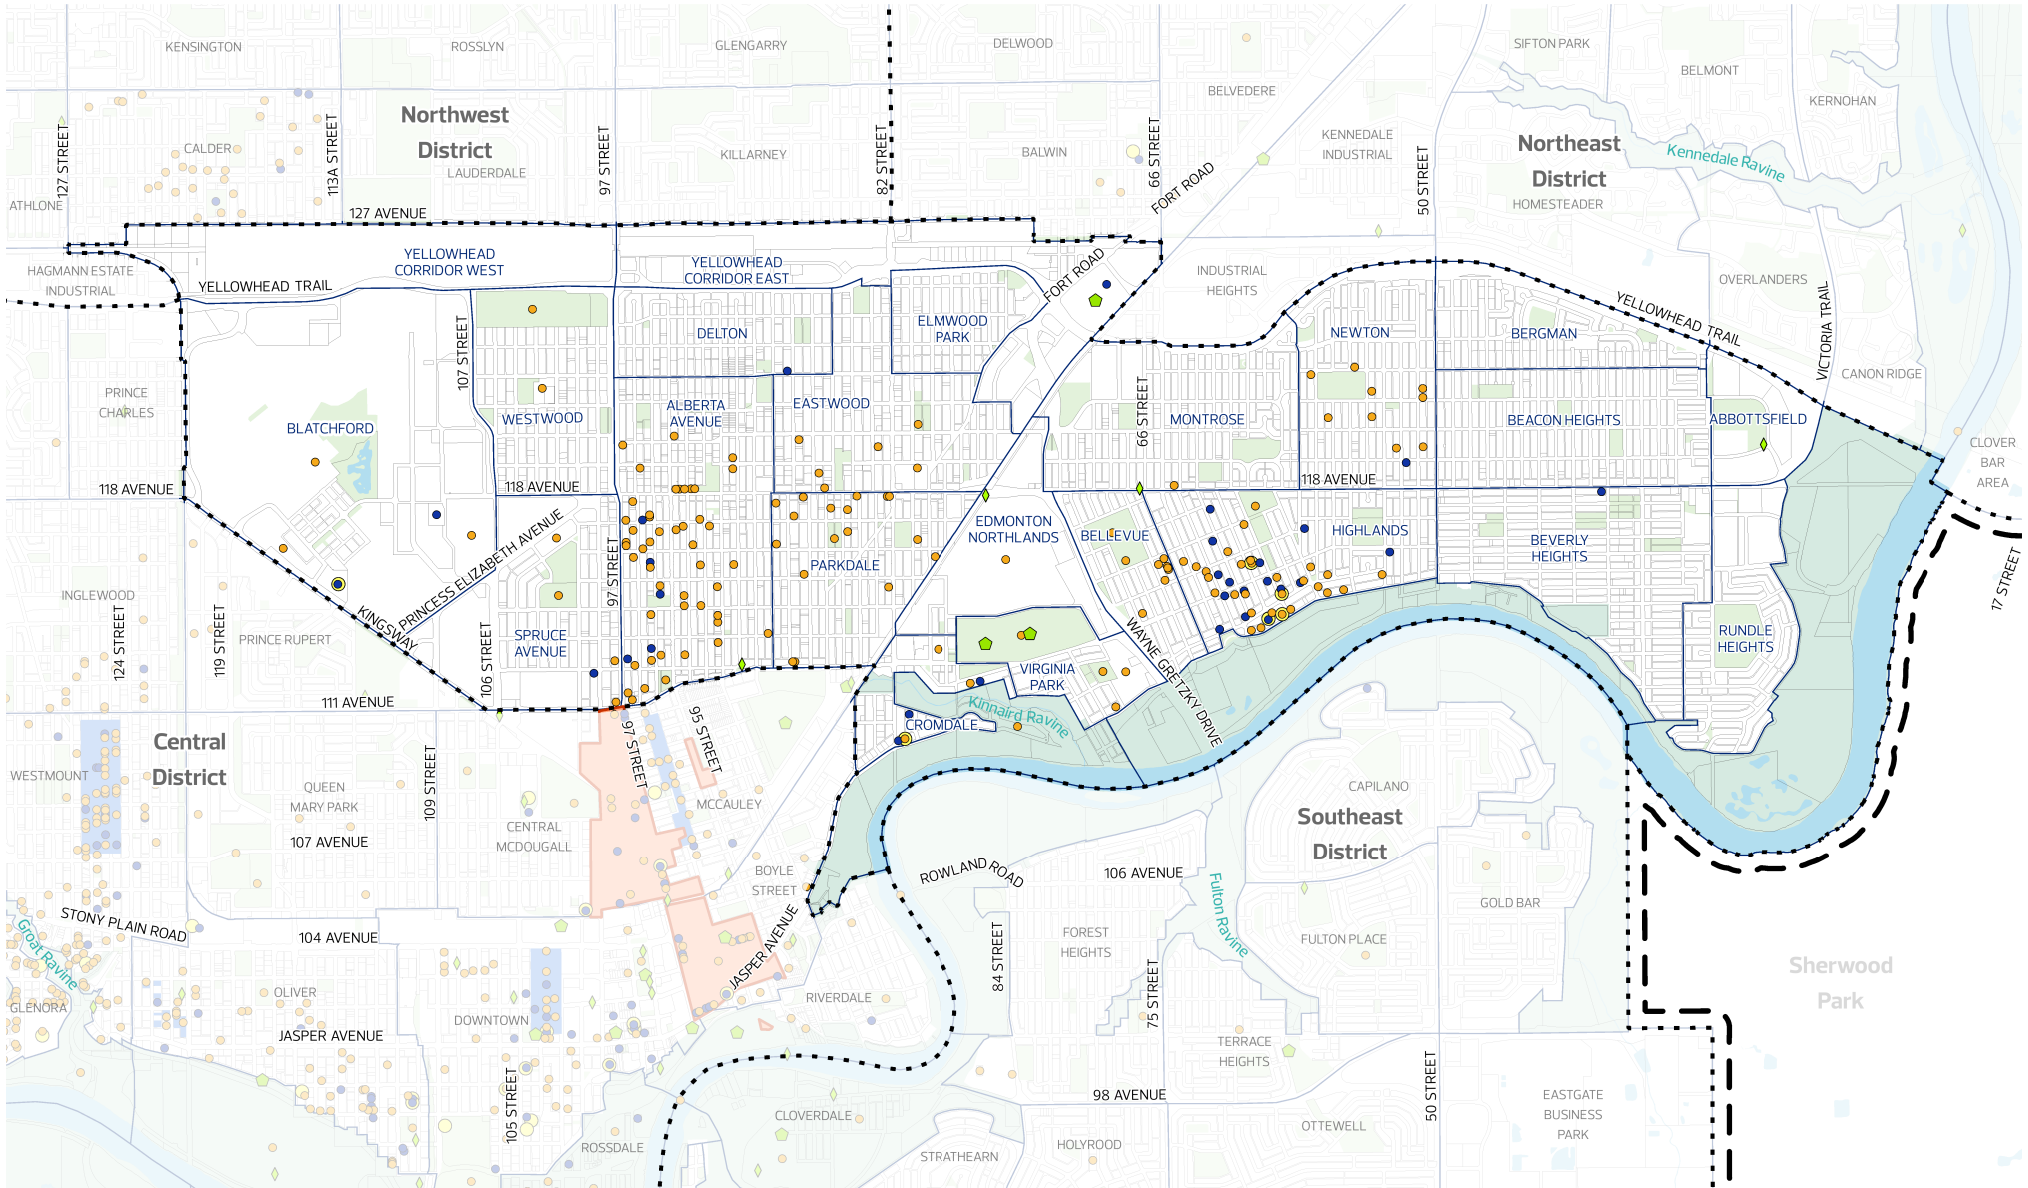 KENSINGTON
ROSSLYN
GLENGARRY
DELWOOD
SIFTON PARK
BELMONT
BELVEDERE
KERNOHAN
Northwest
District
127 STREET
113A STREET
97 STREET
82 STREET
66 STREET
50 STREET
CALDER
KILLARNEY
BALWIN
KENNEDALE
INDUSTRIAL
Northeast
District
Kennedale Ravine
LAUDERDALE
FORT ROAD
ATHLONE
127 AVENUE
HOMESTEADER
HAGMANN ESTATE
INDUSTRIAL
YELLOWHEAD
CORRIDOR WEST
YELLOWHEAD
CORRIDOR EAST
FORT ROAD
INDUSTRIAL
HEIGHTS
OVERLANDERS
YELLOWHEAD TRAIL
YELLOWHEAD TRAIL
VICTORIA TRAIL
107 STREET
DELTON
ELMWOOD
PARK
NEWTON
BERGMAN
CANON RIDGE
PRINCE
CHARLES
BLATCHFORD
WESTWOOD
ALBERTA
AVENUE
EASTWOOD
66 STREET
MONTROSE
BEACON HEIGHTS
ABBOTTSFIELD
CLOVER
BAR
AREA
118 AVENUE
118 AVENUE
118 AVENUE
PRINCESS ELIZABETH AVENUE
EDMONTON
NORTHLANDS
BELLEVUE
HIGHLANDS
BEVERLY
HEIGHTS
97 STREET
PARKDALE
17 STREET
INGLEWOOD
124 STREET
119 STREET
PRINCE RUPERT
KINGSWAY
106 STREET
SPRUCE
AVENUE
VIRGINIA
PARK
WAYNE GRETZKY DRIVE
RUNDLE
HEIGHTS
111 AVENUE
97 STREET
95 STREET
Kinnaird Ravine
CROMDALE
Central
District
WESTMOUNT
QUEEN
MARY PARK
109 STREET
MCCAULEY
CAPILANO
Southeast
District
107 AVENUE
CENTRAL
MCDOUGALL
BOYLE
STREET
ROWLAND ROAD
106 AVENUE
Fulton Ravine
GOLD BAR
STONY PLAIN ROAD
104 AVENUE
JASPER AVENUE
84 STREET
FOREST
HEIGHTS
FULTON PLACE
Groat Ravine
Sherwood
Park
GLENORA
OLIVER
DOWNTOWN
RIVERDALE
75 STREET
JASPER AVENUE
TERRACE
HEIGHTS
105 STREET
50 STREET
98 AVENUE
CLOVERDALE
EASTGATE
BUSINESS
PARK
OTTEWELL
ROSSDALE
STRATHEARN
HOLYROOD